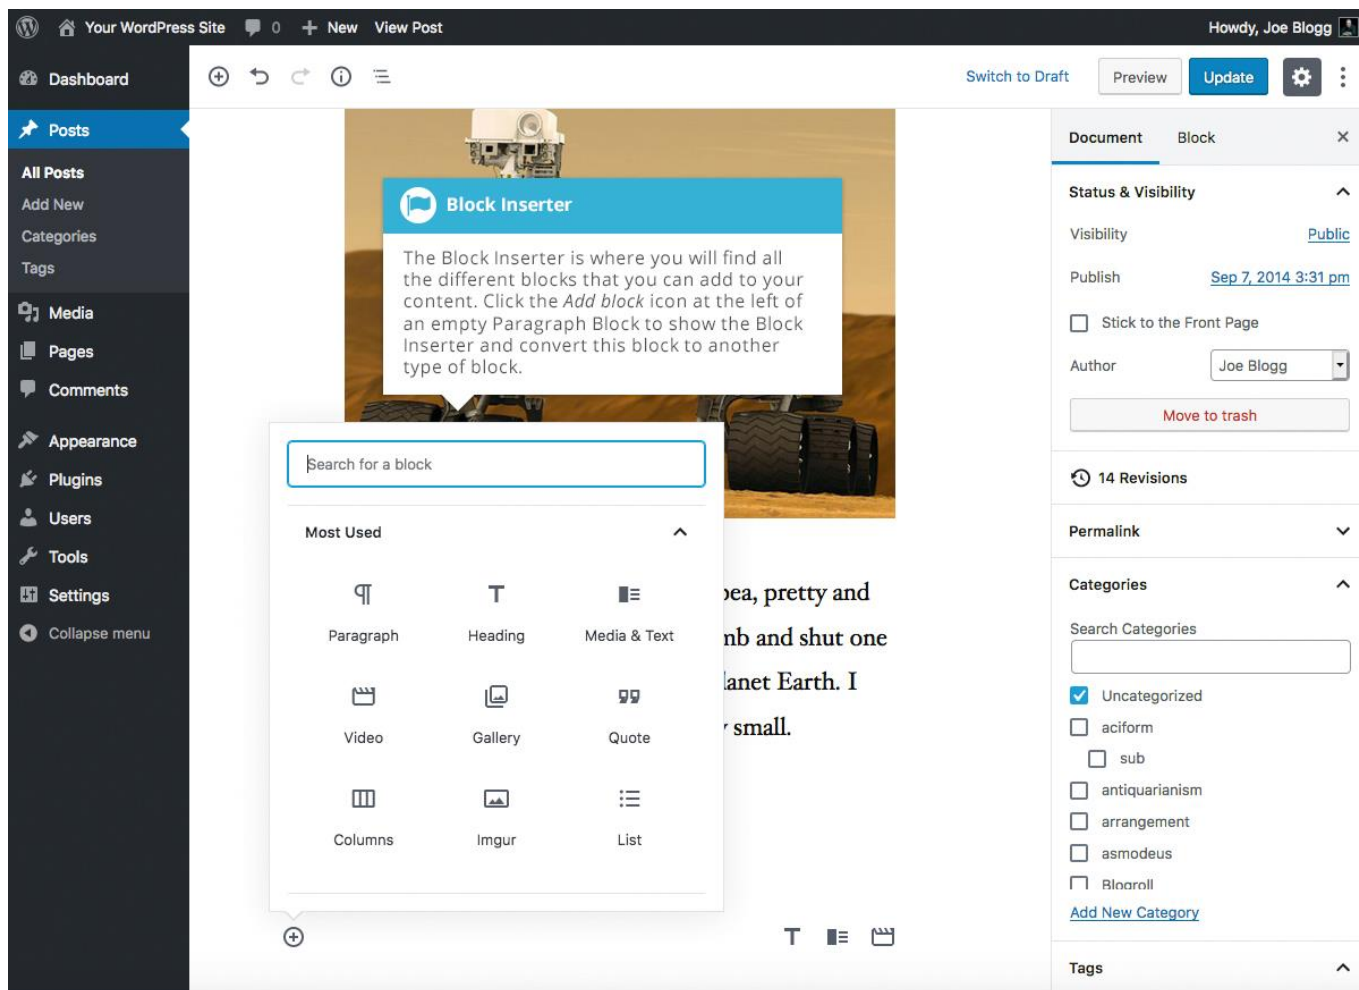 Your WordPress Site 0 New View Post Howdy, Joe Blogg
Dashboard
Posts
All Posts
Add New
Categories
Tags
Media
Pages
Comments
Appearance
Plugins
Users
Tools
Settings
Collapse menu
Switch to Draft Preview Update
Block Inserter
The Block Inserter is where you will find all
the different blocks that you can add to your
content. Click the Add block icon at the left of
an empty Paragraph Block to show the Block
Inserter and convert this block to another
type of block.
Search for a block
Most Used
Paragraph Heading Media & Text
Video Gallery Quote
Columns Imgur List
pretty and
and shut one
Earth. I
small.
Document Block
Status & Visibility
Visibility Public
Publish Sep 7, 2014 3:31 pm
Stick to the Front Page
Author Joe Blogg
Move to trash
14 Revisions
Permalink
Categories
Search Categories
Uncategorized
aciform
sub
antiquarianism
arrangement
asmodeus
Blogroll
Add New Category
Tags